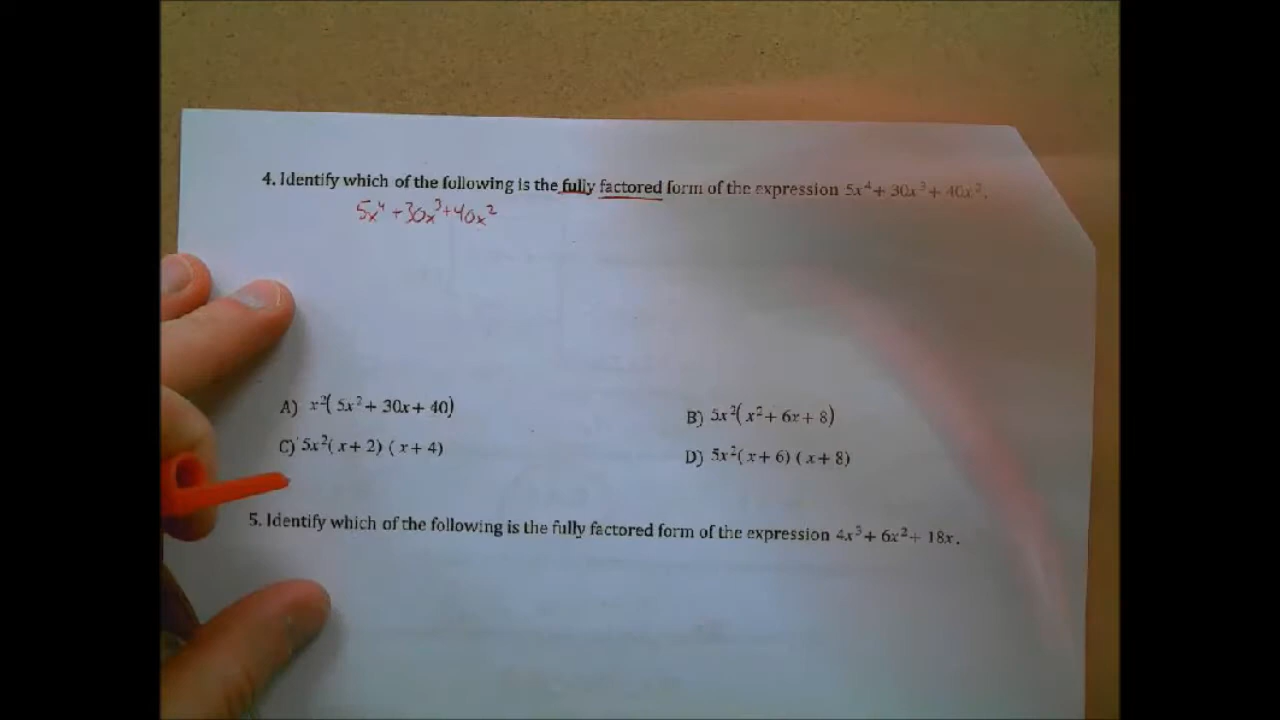 4. Identify which of the following is the fully factored form of the expression 5x⁴ + 30x³ + 40x².
5x⁴ + 30x³ + 40x²
A) x²( 5x² + 30x + 40) B) 5x²( x² + 6x + 8)
C) 5x²( x + 2) ( x + 4) D) 5x²( x + 6) ( x + 8)
5. Identify which of the following is the fully factored form of the expression 4x³ + 6x² + 18x.